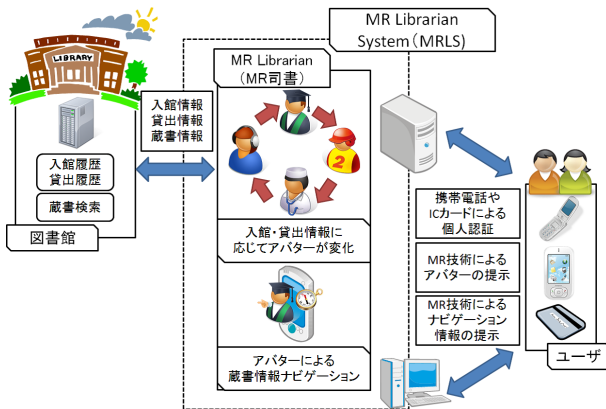 MR Librarian
System(MRLS)
LIBRARY
入館履歴
貸出履歴
蔵書検索
図書館
入館情報
貸出情報
蔵書情報
MR Librarian
(MR司書)
2
入館・貸出情報に
応じてアバターが変化
アバターによる
蔵書情報ナビゲーション
携帯電話や
ICカードによる
個人認証
MR技術による
アバターの提示
MR技術による
ナビゲーション
情報の提示
ユーザ